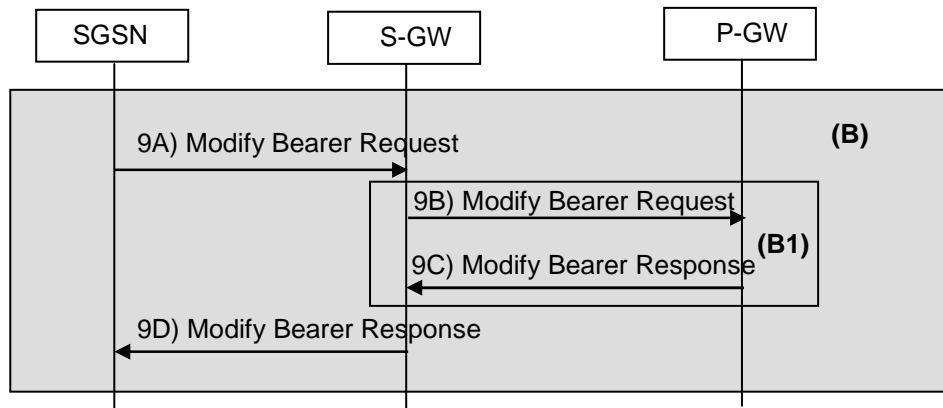 SGSN
S-GW
P-GW
(B)
9A) Modify Bearer Request
9B) Modify Bearer Request
(B1)
9C) Modify Bearer Response
9D) Modify Bearer Response